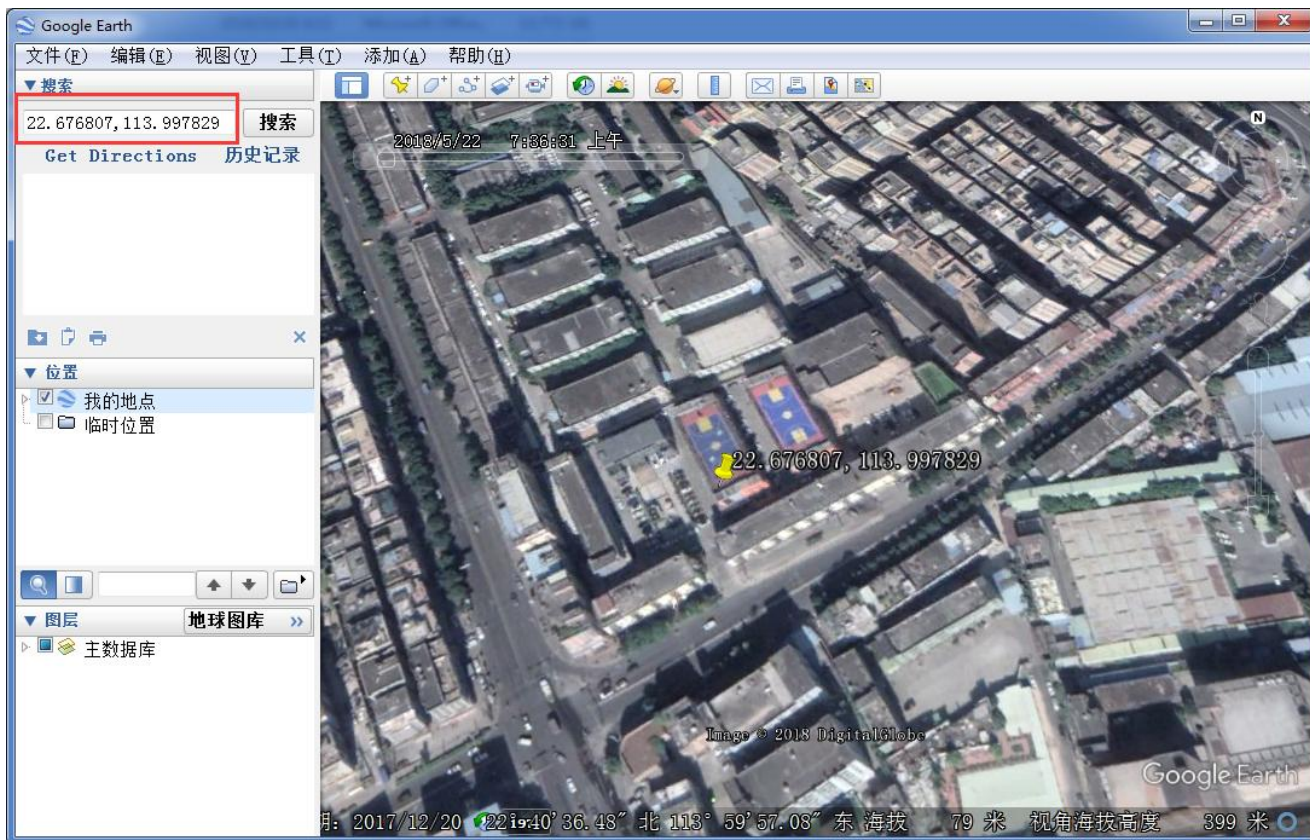 Google Earth
文件(F) 编辑(E) 视图(V) 工具(T) 添加(A) 帮助(H)
▼搜索
22.676807,113.997829 搜索
Get Directions 历史记录
2018/5/22 7:36:31 上午
N
▼ 位置
我的地点
临时位置
22.676807, 113.997829
▼ 图层 地球图库 »
主数据库
Image © 2018 DigitalGlobe
Google Earth
2017/12/20 22° 40′36.48″ 北 113° 59′57.08″ 东 海拔 79 米 视角海拔高度 399 米